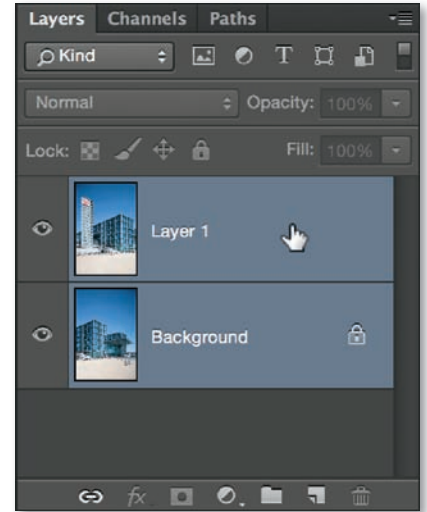 Layers Channels Paths
Kind T
Normal Opacity: 100%
Lock: Fill: 100%
Layer 1
Background
fx